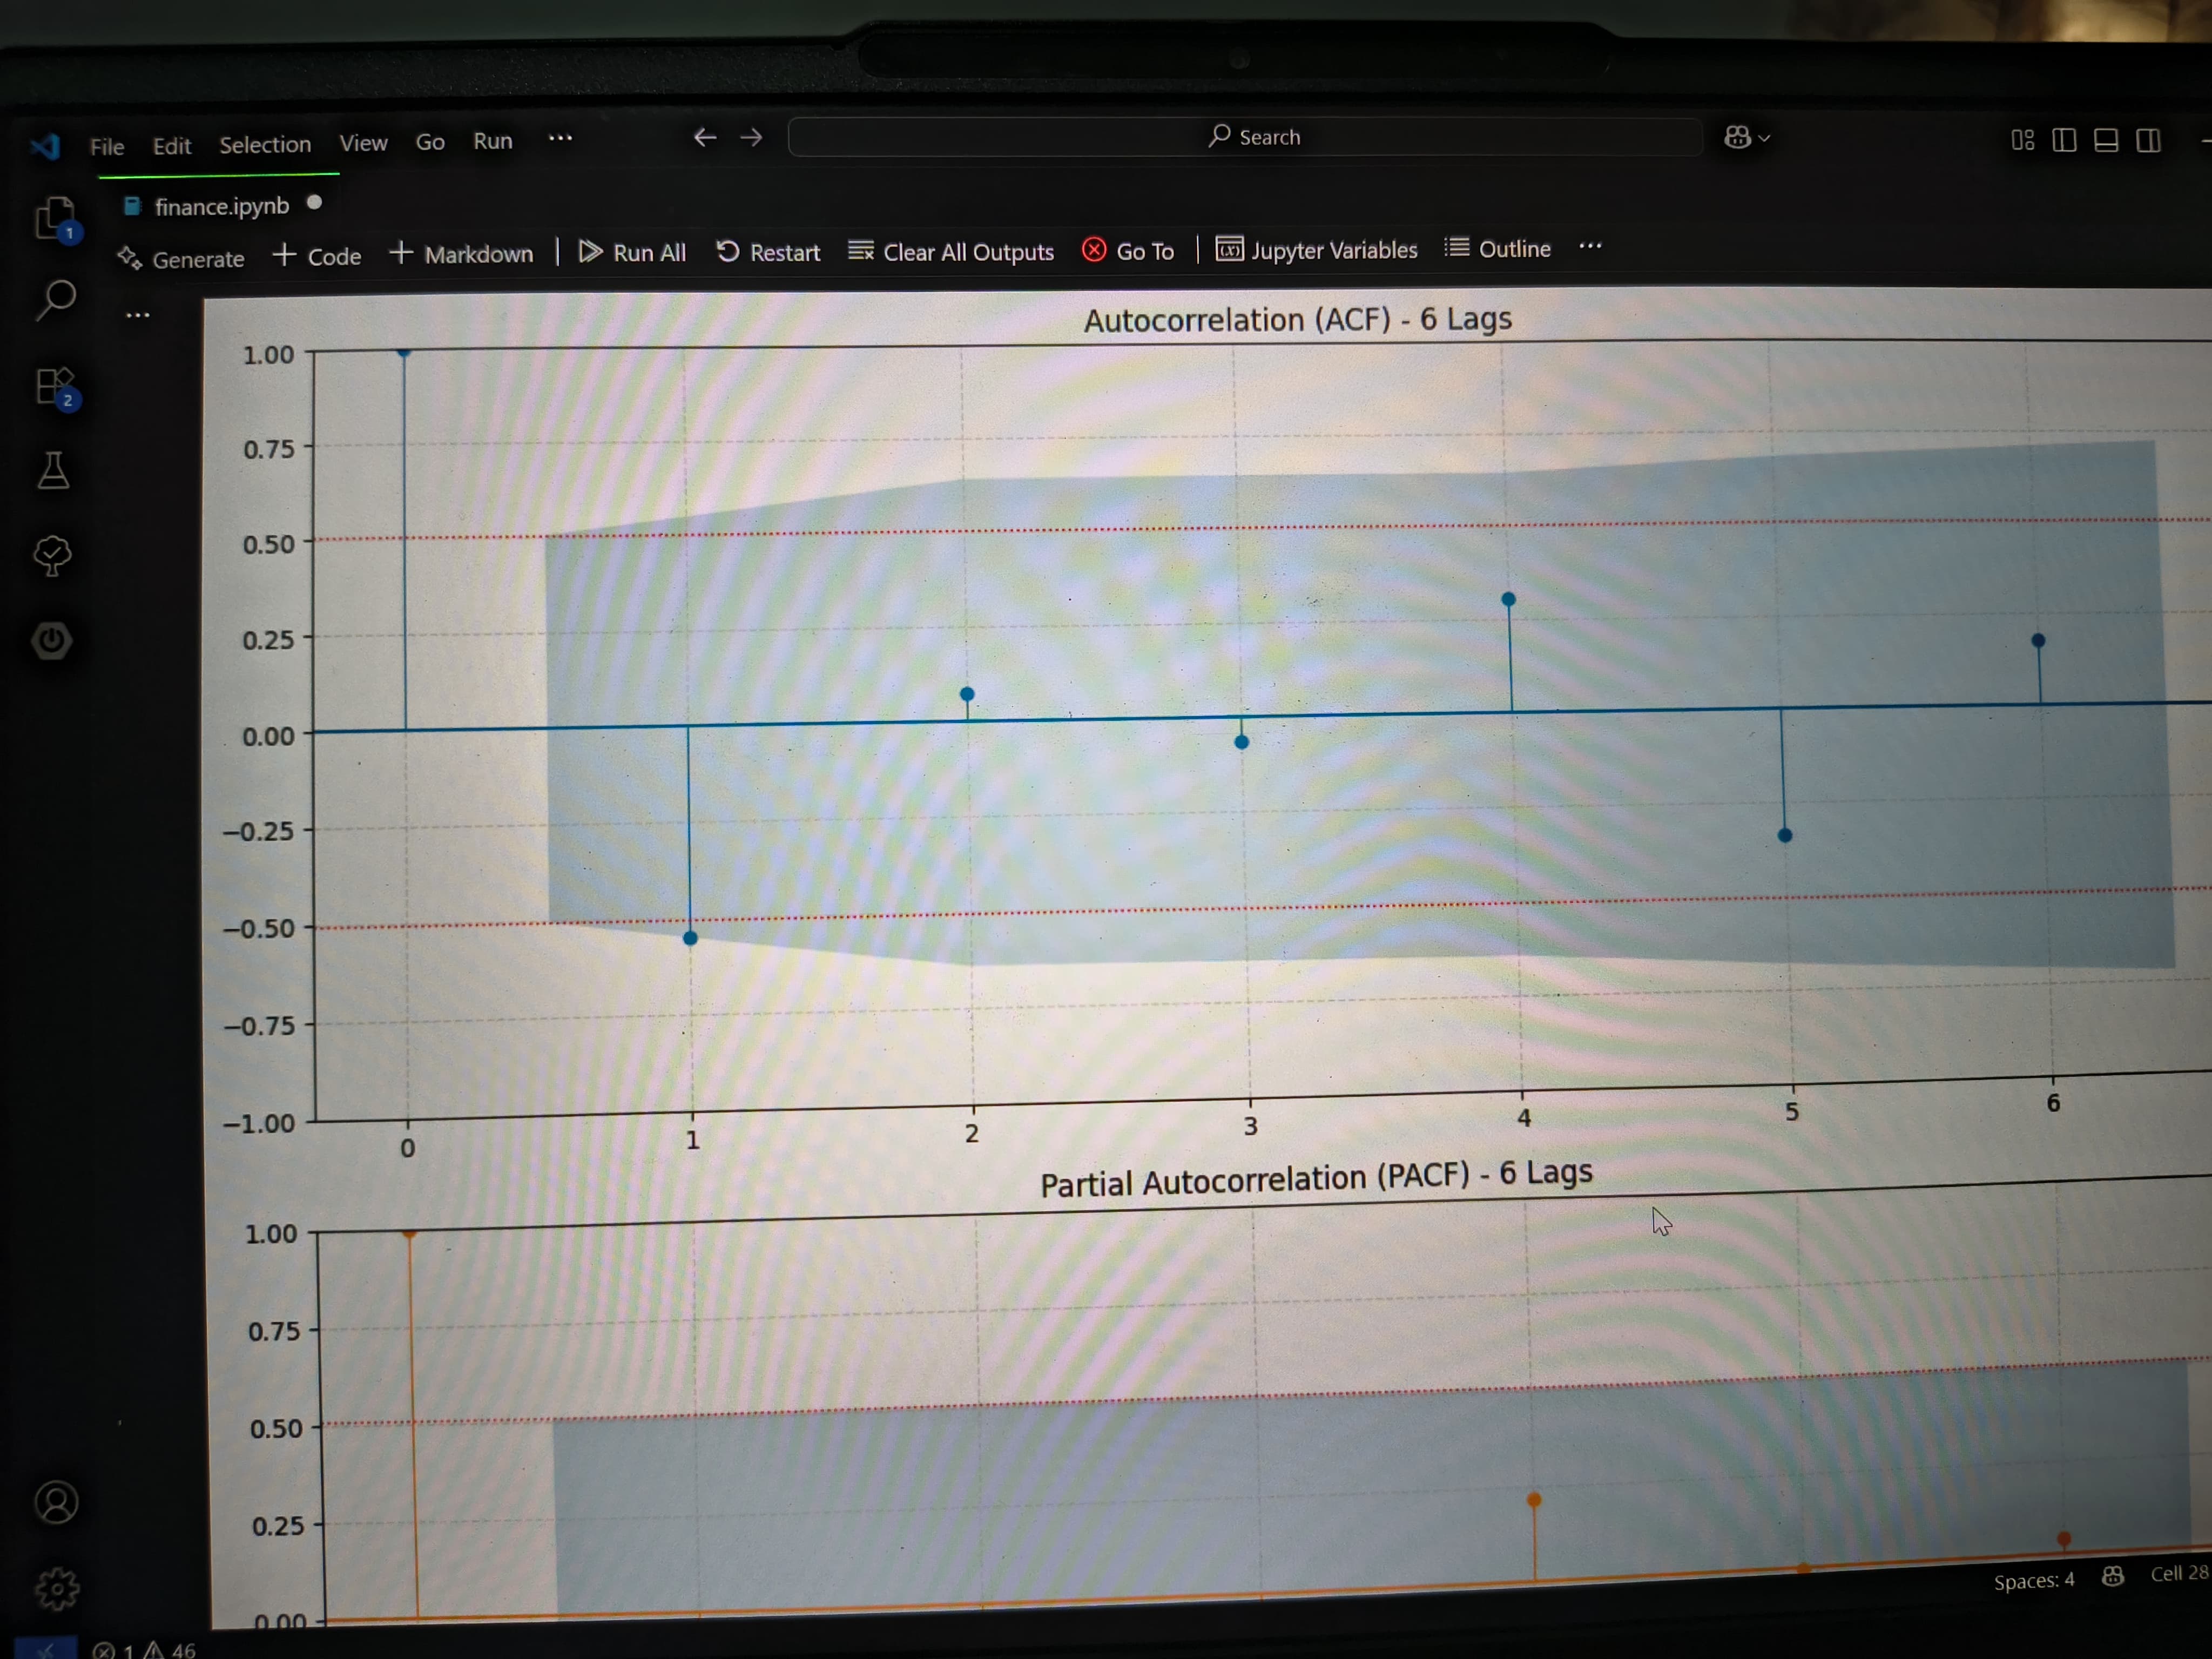 File Edit Selection View Go Run ··· Search
finance.ipynb
1
Generate + Code + Markdown | Run All Restart Clear All Outputs Go To | Jupyter Variables Outline ···
...
2
Autocorrelation (ACF) - 6 Lags
1.00
0.75
0.50
0.25
0.00
−0.25
−0.50
−0.75
−1.00
0 1 2 3 4 5 6
Partial Autocorrelation (PACF) - 6 Lags
1.00
0.75
0.50
0.25
0.00
Spaces: 4 Cell 28
1 46